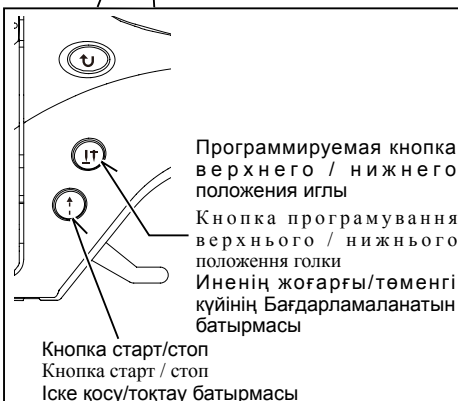 Программируемая кнопка
верхнего / нижнего
положения иглы
Кнопка програмування
верхнього / нижнього
положення голки
Иненің жоғарғы/төменгі
күйінің Бағдарламаланатын
батырмасы
Кнопка старт/стоп
Кнопка старт / стоп
Іске қосу/тоқтау батырмасы